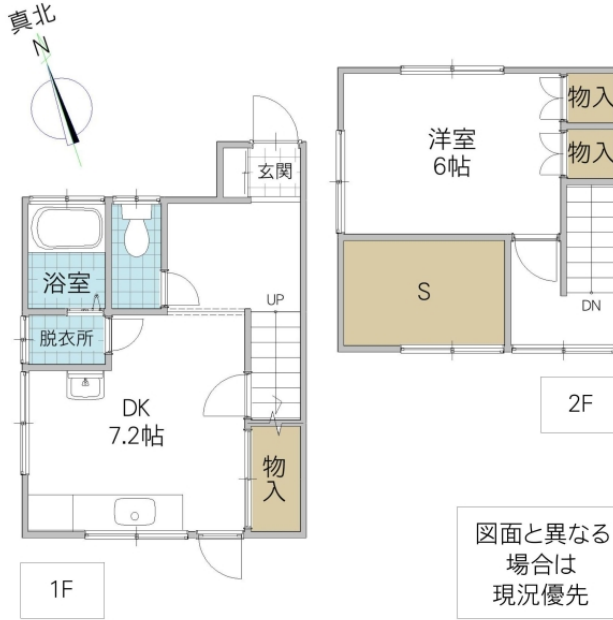 真北
N
玄関
浴室
脱衣所
UP
DK
7.2帖
物入
1F
洋室
6帖
物入
物入
S
DN
2F
図面と異なる
場合は
現況優先